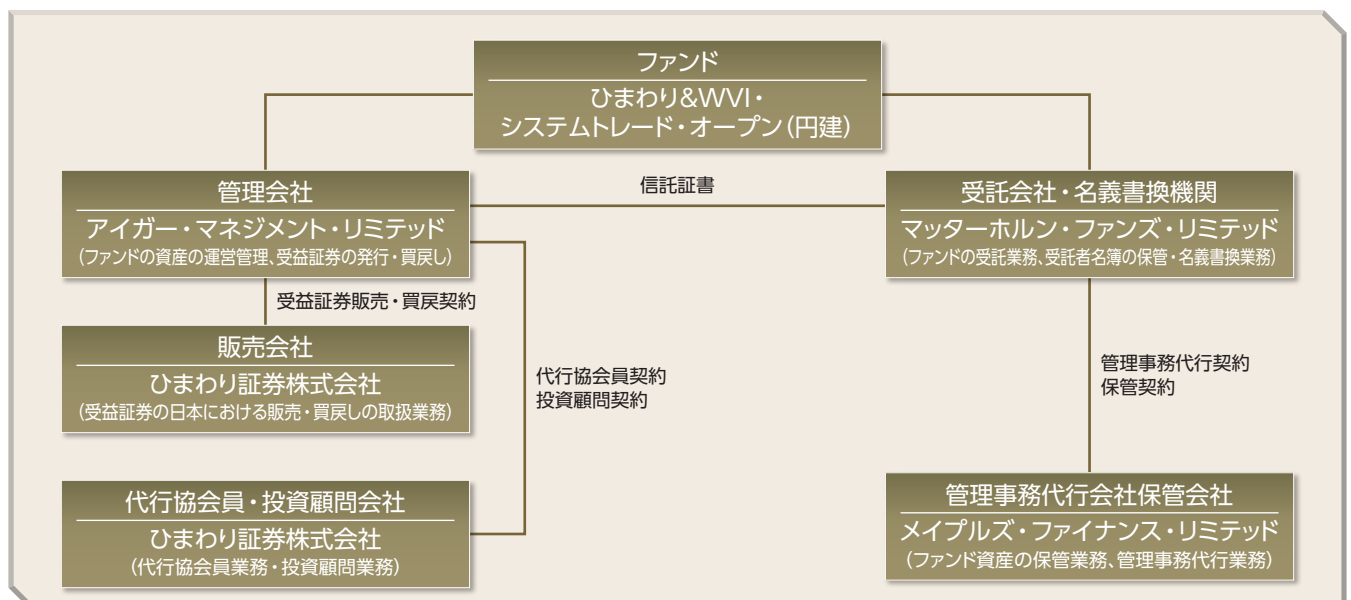 ファンド
ひまわり&WVI・
システムトレード・オープン(円建)
管理会社
アイガー・マネジメント・リミテッド
(ファンドの資産の運営管理、受益証券の発行・買戻し)
信託証書
受託会社・名義書換機関
マッターホルン・ファンズ・リミテッド
(ファンドの受託業務、受託者名簿の保管・名義書換業務)
受益証券販売・買戻契約
販売会社
ひまわり証券株式会社
(受益証券の日本における販売・買戻しの取扱業務)
代行協会員契約
投資顧問契約
管理事務代行契約
保管契約
代行協会員・投資顧問会社
ひまわり証券株式会社
(代行協会員業務・投資顧問業務)
管理事務代行会社保管会社
メイプルズ・ファイナンス・リミテッド
(ファンド資産の保管業務、管理事務代行業務)